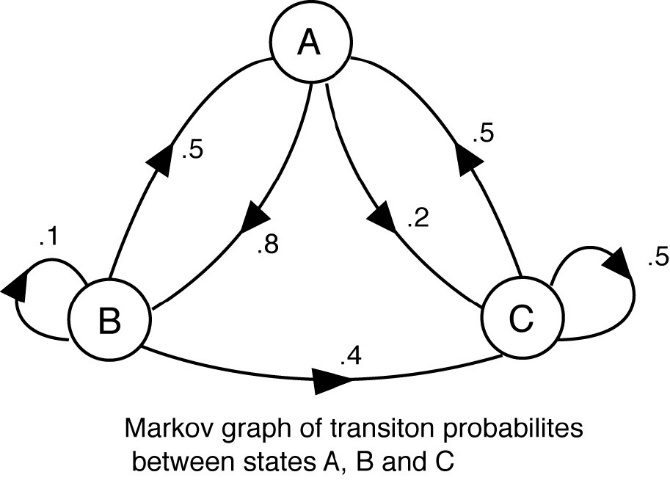 A
.5
.5
.2
.8
.1
.5
B
C
.4
Markov graph of transiton probabilites
between states A, B and C